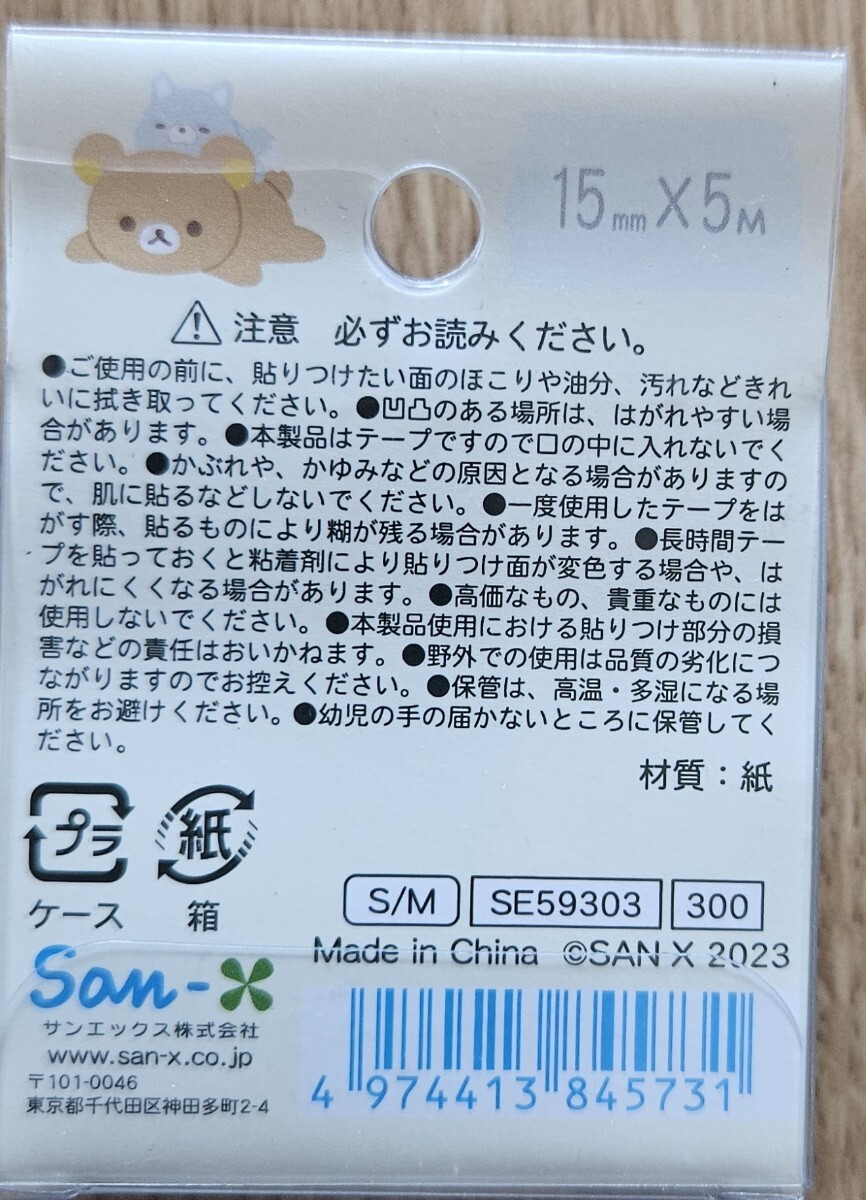 15mm X 5M
注意 必ずお読みください。
●ご使用の前に、貼りつけたい面のほこりや油分、汚れなどきれ
いに拭き取ってください。●凹凸のある場所は、はがれやすい場
合があります。●本製品はテープですので口の中に入れないでく
ださい。●かぶれや、かゆみなどの原因となる場合がありますの
で、肌に貼るなどしないでください。●一度使用したテープをは
がす際、貼るものにより糊が残る場合があります。●長時間テー
プを貼っておくと粘着剤により貼りつけ面が変色する場合や、は
がれにくくなる場合があります。●高価なもの、貴重なものには
使用しないでください。●本製品使用における貼りつけ部分の損
害などの責任はおいかねます。●野外での使用は品質の劣化につ
ながりますのでお控えください。●保管は、高温・多湿になる場
所をお避けください。●幼児の手の届かないところに保管してく
ださい。
材質：紙
プラ 紙
ケース 箱
S/M SE59303 300
Made in China ©SAN-X 2023
San-X
サンエックス株式会社
www.san-x.co.jp
〒101-0046
東京都千代田区神田多町2-4
4 974413 845731